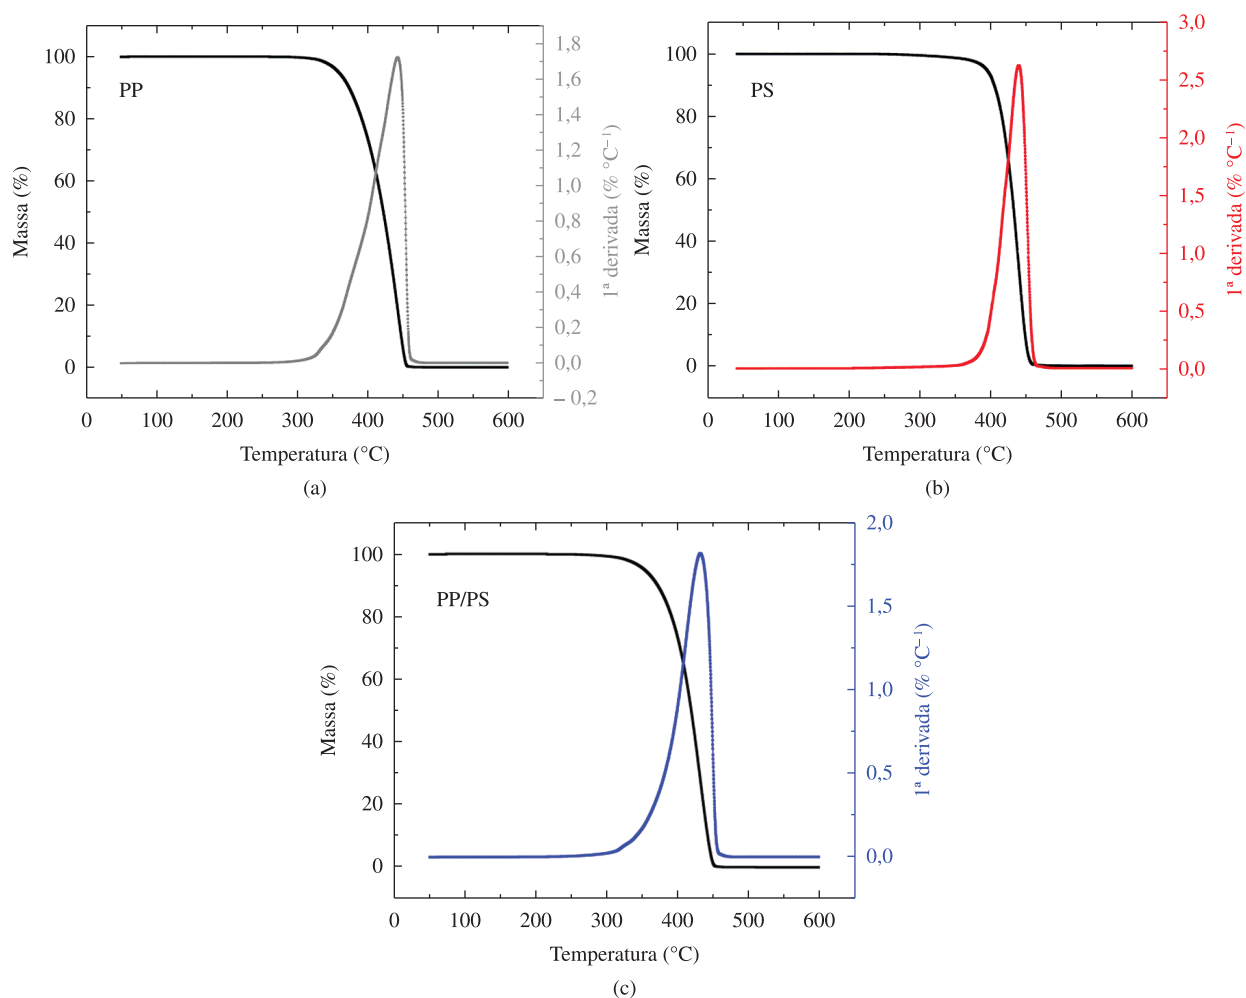 PP
Massa (%)
100
80
60
40
20
0
0 100 200 300 400 500 600
Temperatura (°C)
1,8
1,6
1,4
1,2
1,0
0,8
0,6
0,4
0,2
0,0
– 0,2
1ª derivada (% °C⁻¹)
(a)
PS
Massa (%)
100
80
60
40
20
0
0 100 200 300 400 500 600
Temperatura (°C)
3,0
2,5
2,0
1,5
1,0
0,5
0,0
1ª derivada (% °C⁻¹)
(b)
PP/PS
Massa (%)
100
80
60
40
20
0
0 100 200 300 400 500 600
Temperatura (°C)
2,0
1,5
1,0
0,5
0,0
1ª derivada (% °C⁻¹)
(c)